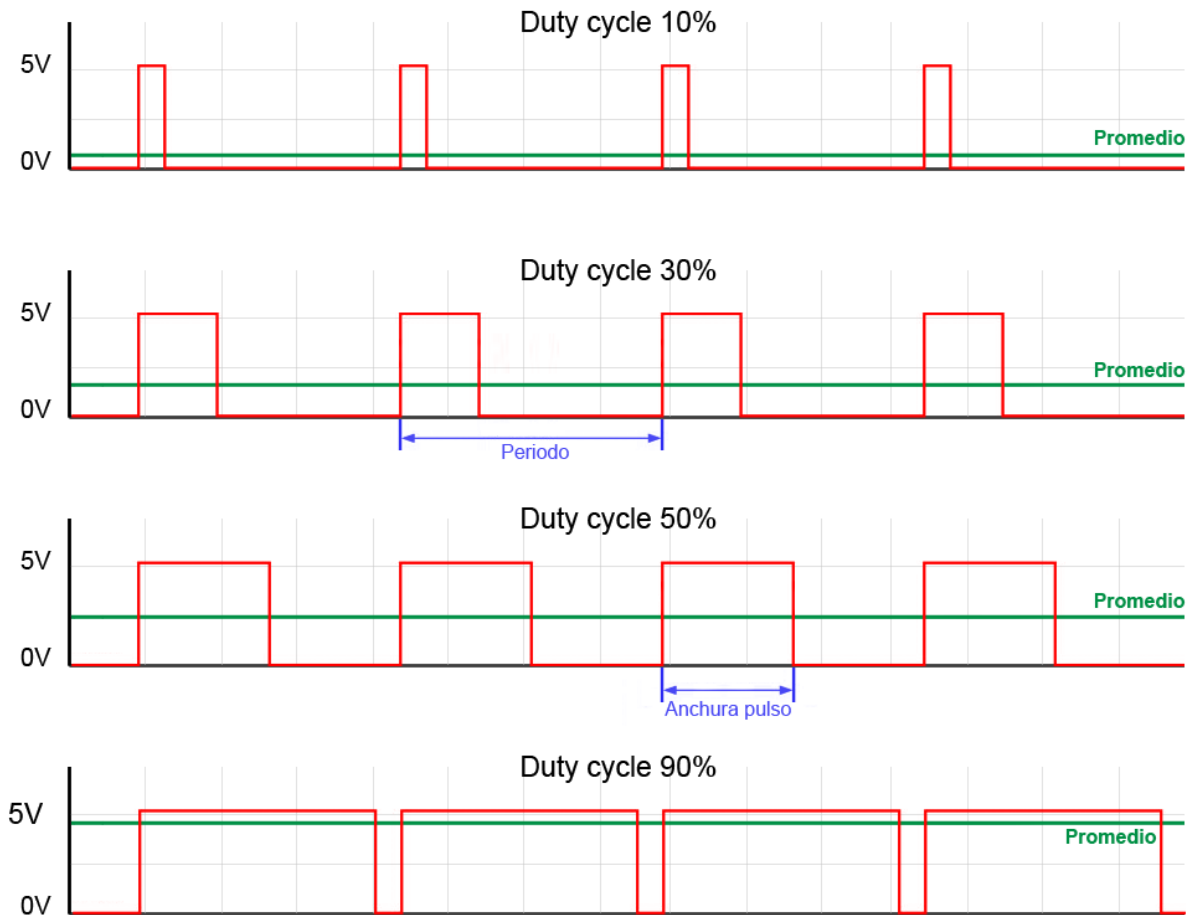 Duty cycle 10%
5V
Promedio
0V
Duty cycle 30%
5V
Promedio
0V
Periodo
Duty cycle 50%
5V
Promedio
0V
Anchura pulso
Duty cycle 90%
5V
Promedio
0V